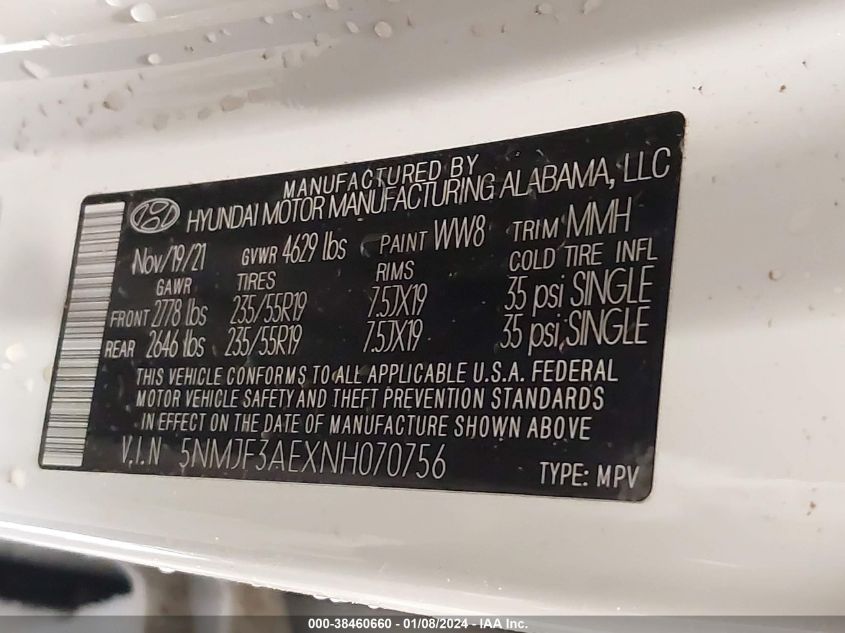 MANUFACTURED BY
HYUNDAI MOTOR MANUFACTURING ALABAMA, LLC
Nov/19/21 GVWR 4629 lbs PAINT WW8 TRIM MMH
GAWR TIRES RIMS COLD TIRE INFL
FRONT 2778 lbs 235/55R19 7.5JX19 35 psi SINGLE
REAR 2646 lbs 235/55R19 7.5JX19 35 psi, SINGLE
THIS VEHICLE CONFORMS TO ALL APPLICABLE U.S.A. FEDERAL
MOTOR VEHICLE SAFETY AND THEFT PREVENTION STANDARDS
IN EFFECT ON THE DATE OF MANUFACTURE SHOWN ABOVE
V.I.N 5NMJF3AEXNH070756 TYPE: MPV
000-38460660 - 01/08/2024 - IAA Inc.